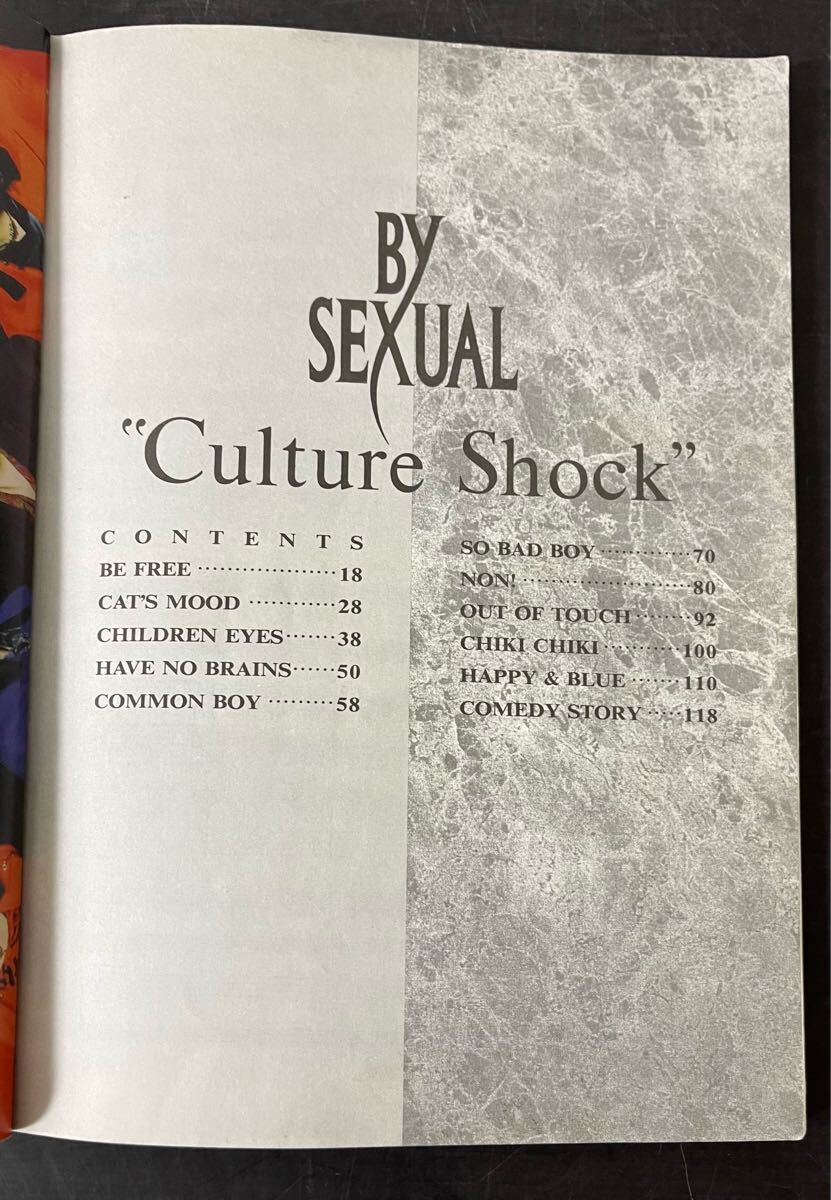 BY
SEXUAL
“Culture Shock”
CONTENTS
BE FREE ···················18
CAT'S MOOD ············28
CHILDREN EYES·······38
HAVE NO BRAINS······50
COMMON BOY ·········58
SO BAD BOY ·············70
NON! ························80
OUT OF TOUCH ········92
CHIKI CHIKI ···········100
HAPPY & BLUE ·······110
COMEDY STORY ·····118